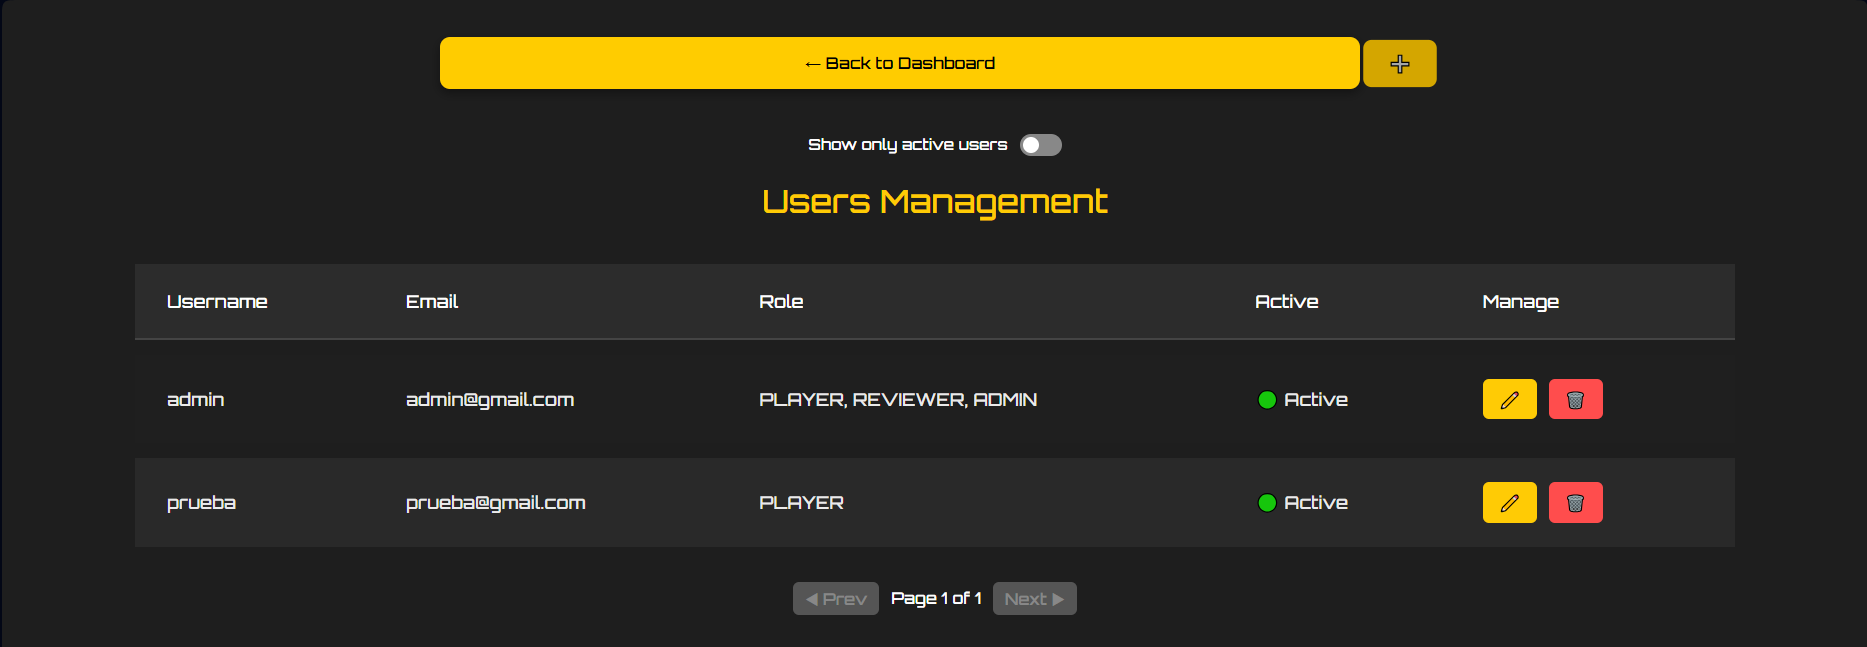 ← Back to Dashboard
Show only active users
Users Management
Username Email Role Active Manage
admin admin@gmail.com PLAYER, REVIEWER, ADMIN Active
prueba prueba@gmail.com PLAYER Active
◀ Prev Page 1 of 1 Next ▶